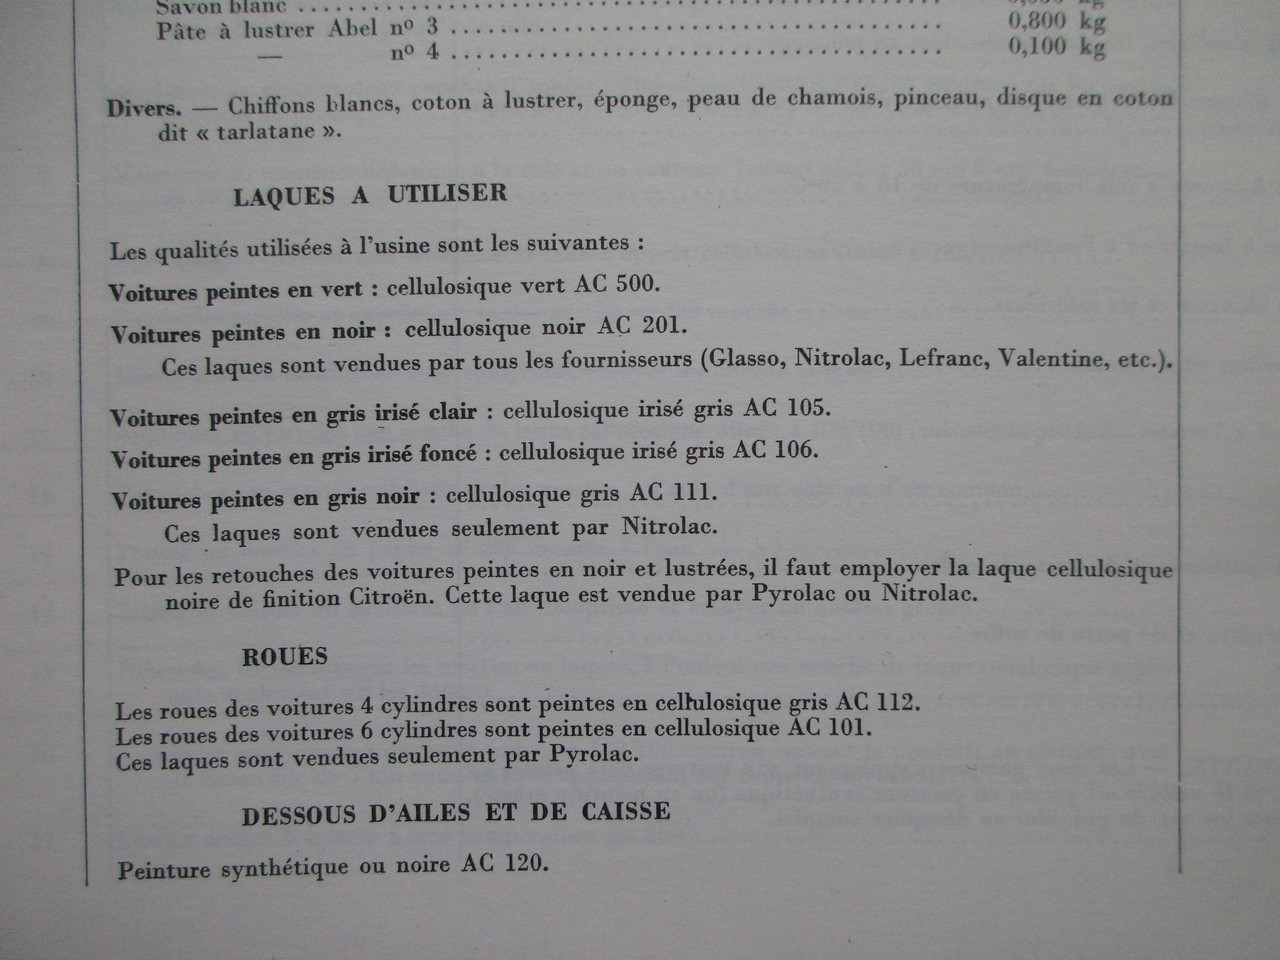 Savon blanc ........................................
Pâte à lustrer Abel nº 3 ........................................ 0,800 kg
— nº 4 ........................................ 0,100 kg
Divers. — Chiffons blancs, coton à lustrer, éponge, peau de chamois, pinceau, disque en coton
dit « tarlatane ».
LAQUES A UTILISER
Les qualités utilisées à l'usine sont les suivantes :
Voitures peintes en vert : cellulosique vert AC 500.
Voitures peintes en noir : cellulosique noir AC 201.
Ces laques sont vendues par tous les fournisseurs (Glasso, Nitrolac, Lefranc, Valentine, etc.).
Voitures peintes en gris irisé clair : cellulosique irisé gris AC 105.
Voitures peintes en gris irisé foncé : cellulosique irisé gris AC 106.
Voitures peintes en gris noir : cellulosique gris AC 111.
Ces laques sont vendues seulement par Nitrolac.
Pour les retouches des voitures peintes en noir et lustrées, il faut employer la laque cellulosique
noire de finition Citroën. Cette laque est vendue par Pyrolac ou Nitrolac.
ROUES
Les roues des voitures 4 cylindres sont peintes en cellulosique gris AC 112.
Les roues des voitures 6 cylindres sont peintes en cellulosique AC 101.
Ces laques sont vendues seulement par Pyrolac.
DESSOUS D'AILES ET DE CAISSE
Peinture synthétique ou noire AC 120.